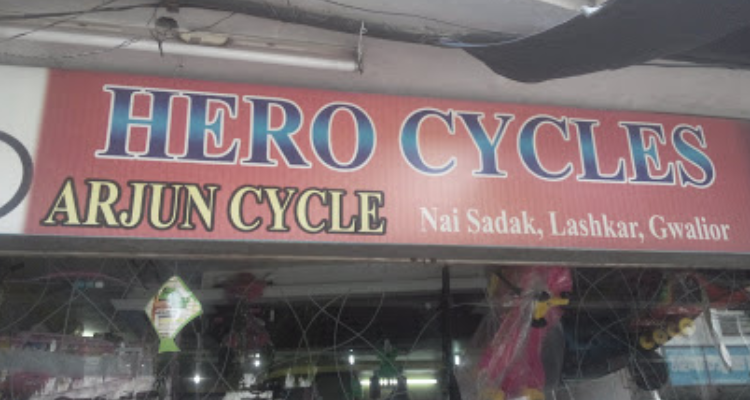 HERO CYCLES
ARJUN CYCLE
Nai Sadak, Lashkar, Gwalior